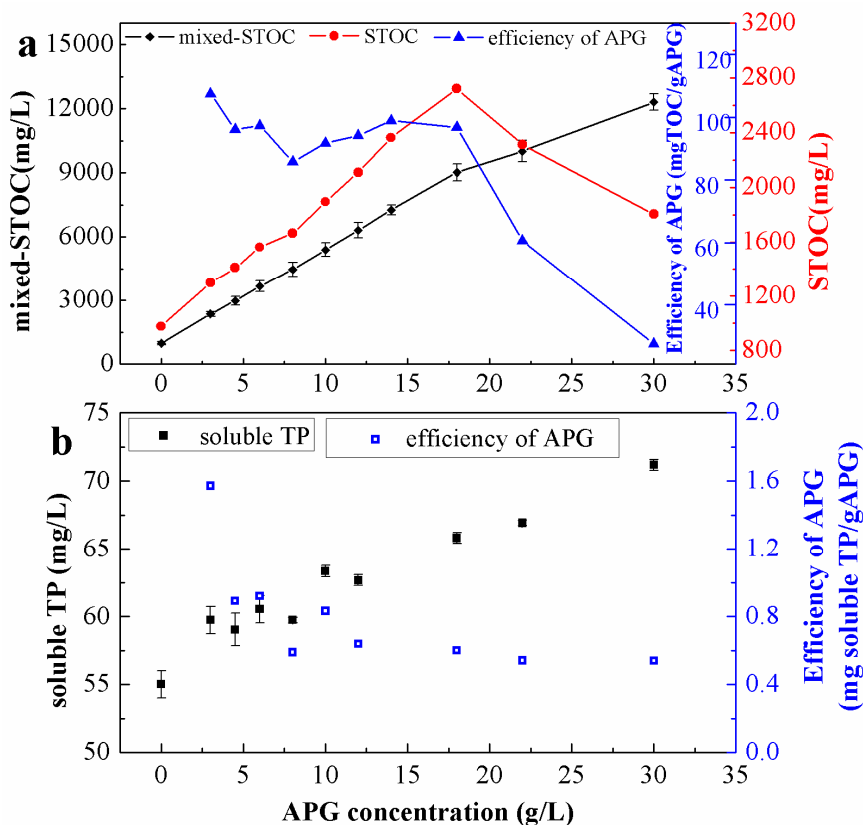 a
mixed-STOC
STOC
efficiency of APG
mixed-STOC(mg/L)
15000
12000
9000
6000
3000
0
120
100
80
60
40
Efficiency of APG (mgTOC/gAPG)
3200
2800
2400
2000
1600
1200
800
STOC(mg/L)
0 5 10 15 20 25 30 35
b
soluble TP
efficiency of APG
soluble TP (mg/L)
75
70
65
60
55
50
2.0
1.6
1.2
0.8
0.4
0.0
Efficiency of APG
(mg soluble TP/gAPG)
0 5 10 15 20 25 30 35
APG concentration (g/L)